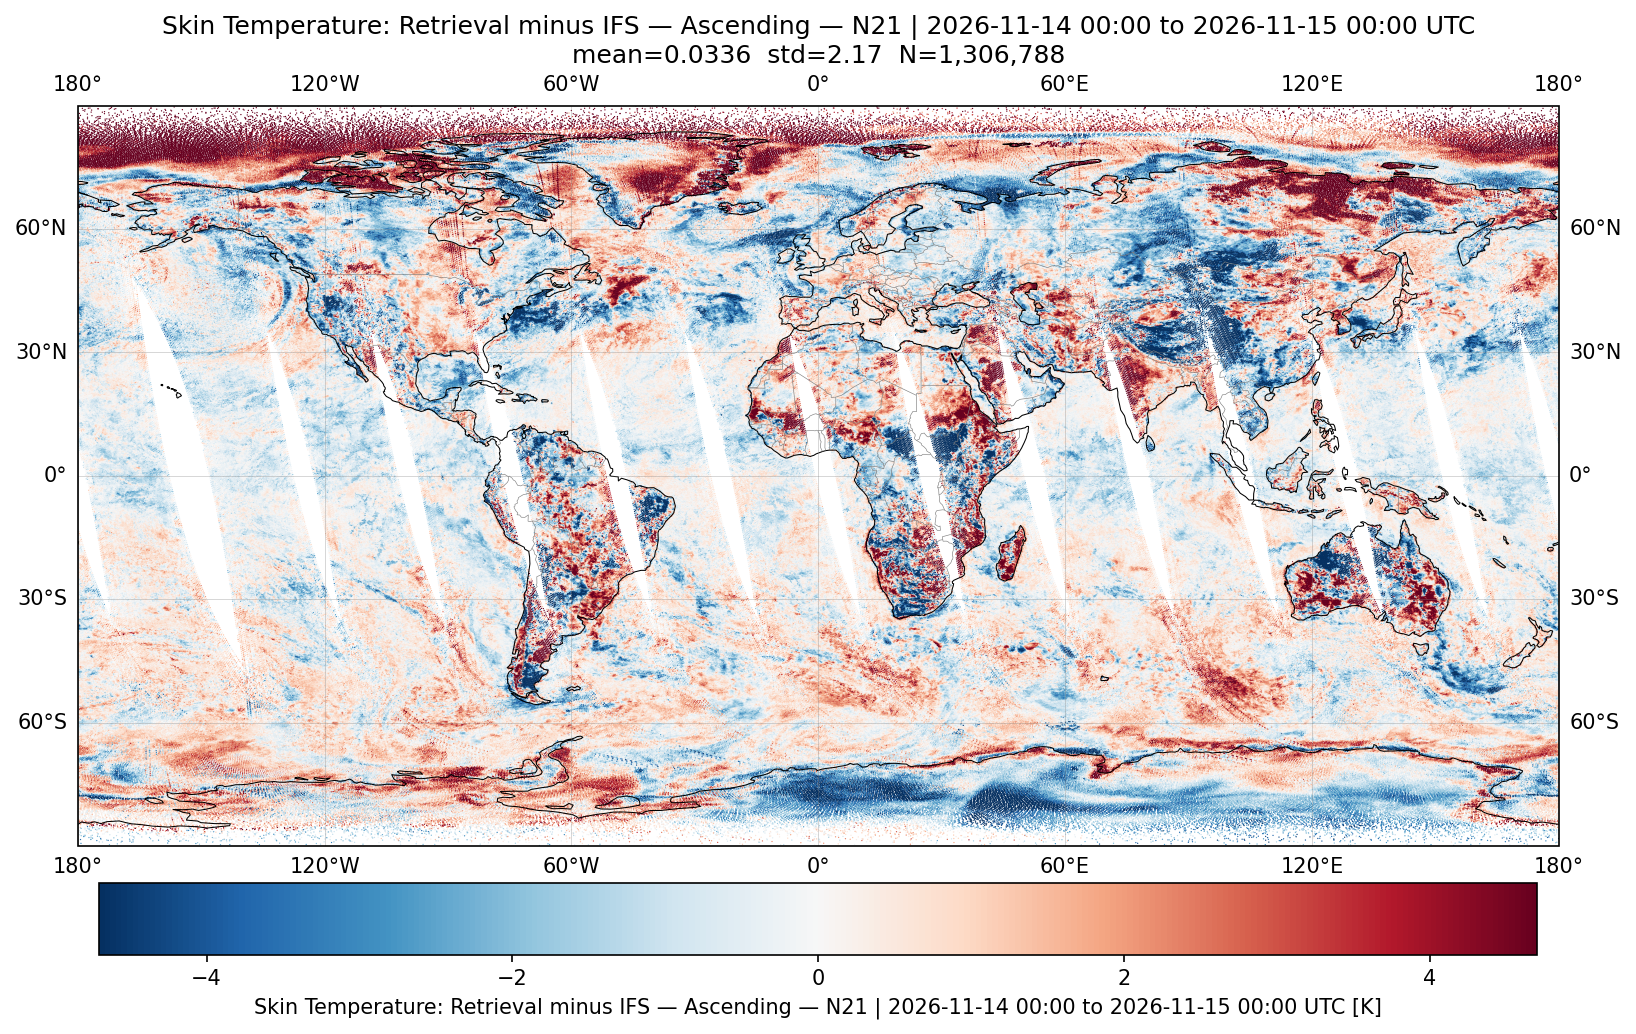 Skin Temperature: Retrieval minus IFS — Ascending — N21 | 2026-11-14 00:00 to 2026-11-15 00:00 UTC
mean=0.0336  std=2.17  N=1,306,788
180° 120°W 60°W 0° 60°E 120°E 180°
60°N 60°N
30°N 30°N
0° 0°
30°S 30°S
60°S 60°S
180° 120°W 60°W 0° 60°E 120°E 180°
−4 −2 0 2 4
Skin Temperature: Retrieval minus IFS — Ascending — N21 | 2026-11-14 00:00 to 2026-11-15 00:00 UTC [K]